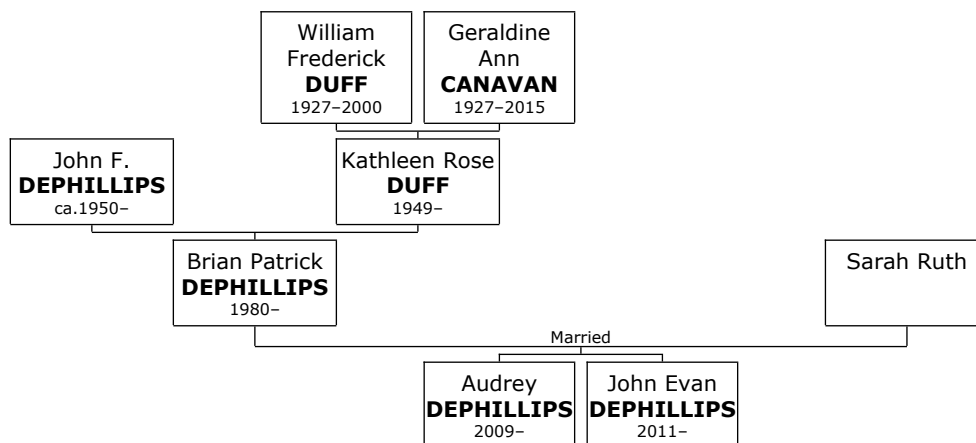 William
Frederick
DUFF
1927–2000
Geraldine
Ann
CANAVAN
1927–2015
John F.
DEPHILLIPS
ca.1950–
Kathleen Rose
DUFF
1949–
Brian Patrick
DEPHILLIPS
1980–
Sarah Ruth
Married
Audrey
DEPHILLIPS
2009–
John Evan
DEPHILLIPS
2011–